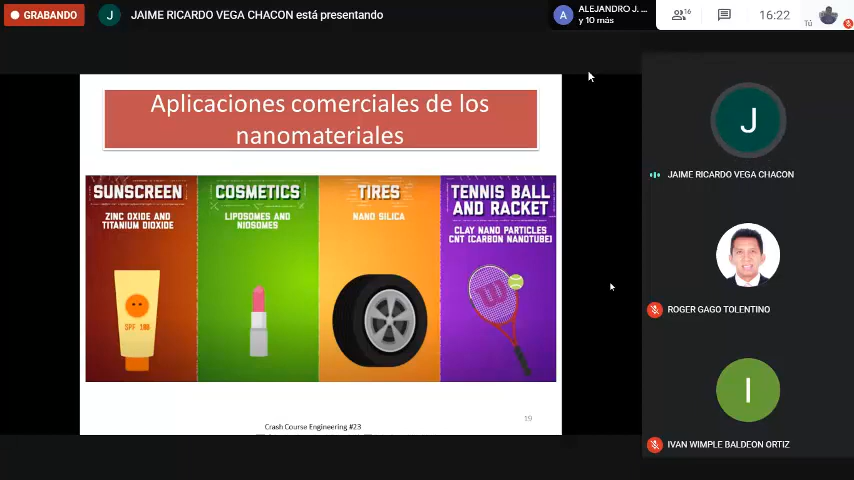 GRABANDO
J
JAIME RICARDO VEGA CHACON está presentando
A
ALEJANDRO J. ...
y 10 más
16
16:22
Tú
Aplicaciones comerciales de los
nanomateriales
SUNSCREEN
ZINC OXIDE AND
TITANIUM DIOXIDE
SPF 100
COSMETICS
LIPOSOMES AND
NIOSOMES
TIRES
NANO SILICA
TENNIS BALL
AND RACKET
CLAY NANO PARTICLES
CNT (CARBON NANOTUBE)
W
19
Crash Course Engineering #23
J
JAIME RICARDO VEGA CHACON
ROGER GAGO TOLENTINO
I
IVAN WIMPLE BALDEON ORTIZ